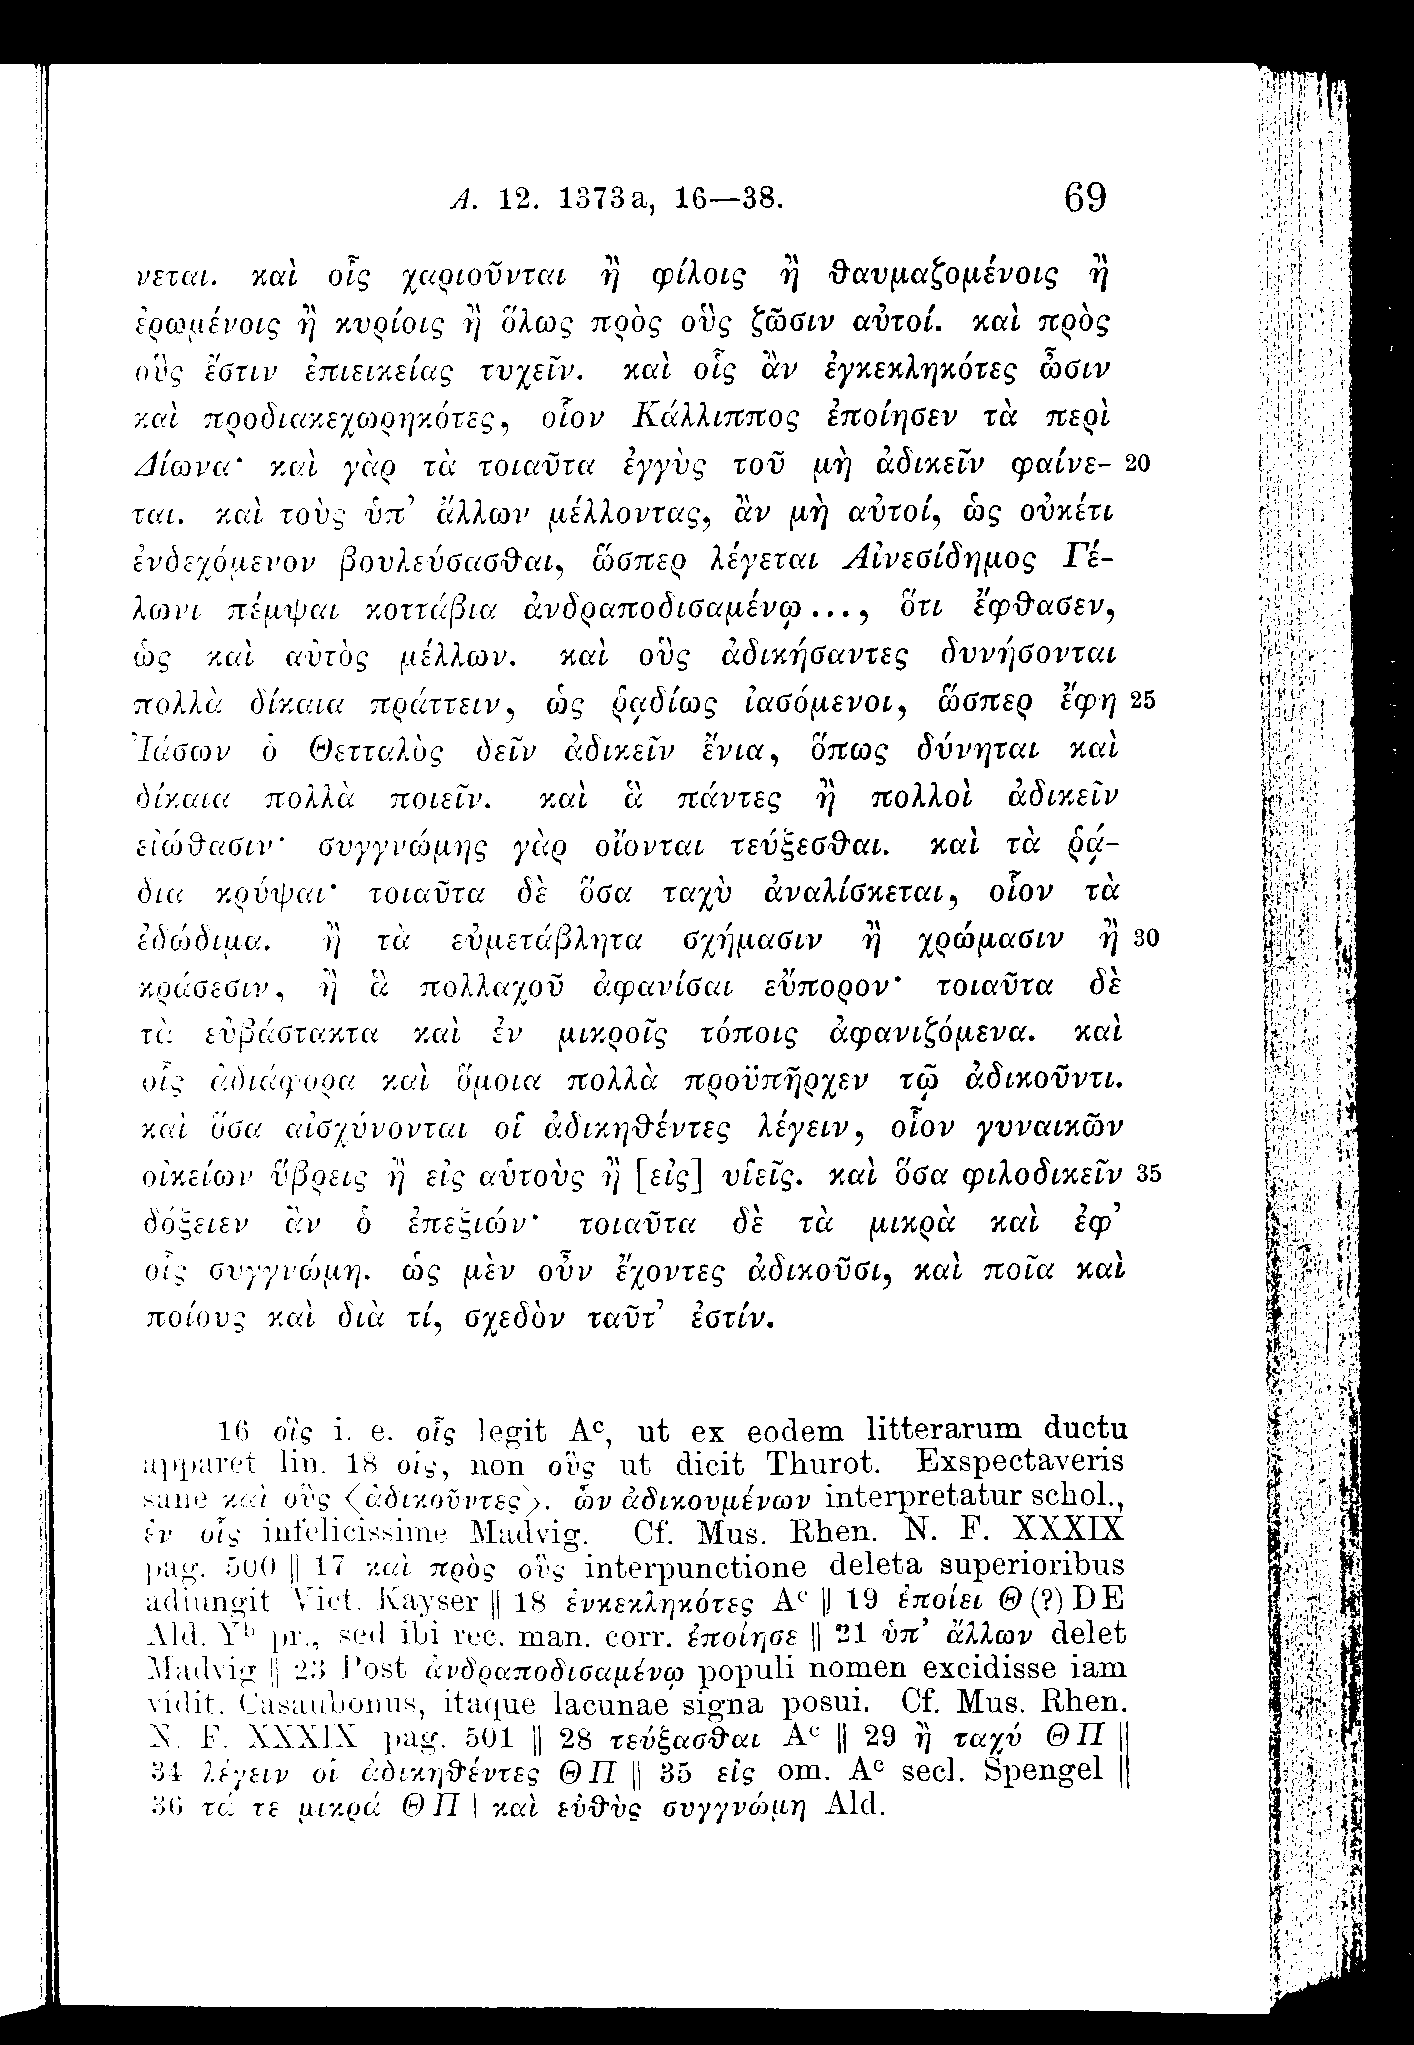 Α. 12. 1373 a, 16—38. 69
νεται. καὶ οἷς χαριοῦνται ἢ φίλοις ἢ θαυμαζομένοις ἢ
ἐρωμένοις ἢ κυρίοις ἢ ὅλως πρὸς οὓς ζῶσιν αὐτοί. καὶ πρὸς
οὓς ἔστιν ἐπιεικείας τυχεῖν. καὶ οἷς ἂν ἐγκεκληκότες ὦσιν
καὶ προδιακεχωρηκότες, οἷον Κάλλιππος ἐποίησεν τὰ περὶ
Δίωνα· καὶ γὰρ τὰ τοιαῦτα ἐγγὺς τοῦ μὴ ἀδικεῖν φαίνε- 20
ται. καὶ τοὺς ὑπ’ ἄλλων μέλλοντας, ἂν μὴ αὐτοί, ὡς οὐκέτι
ἐνδεχόμενον βουλεύσασθαι, ὥσπερ λέγεται Αἰνεσίδημος Γέ-
λωνι πέμψαι κοττάβια ἀνδραποδισαμένῳ ..., ὅτι ἔφθασεν,
ὡς καὶ αὐτὸς μέλλων. καὶ οὓς ἀδικήσαντες δυνήσονται
πολλὰ δίκαια πράττειν, ὡς ῥᾳδίως ἰασόμενοι, ὥσπερ ἔφη 25
Ἰάσων ὁ Θετταλὸς δεῖν ἀδικεῖν ἔνια, ὅπως δύνηται καὶ
δίκαια πολλὰ ποιεῖν. καὶ ἃ πάντες ἢ πολλοὶ ἀδικεῖν
εἰώθασιν· συγγνώμης γὰρ οἴονται τεύξεσθαι. καὶ τὰ ῥᾴ-
δια κρύψαι· τοιαῦτα δὲ ὅσα ταχὺ ἀναλίσκεται, οἷον τὰ
ἐδώδιμα. ἢ τὰ εὐμετάβλητα σχήμασιν ἢ χρώμασιν ἢ 30
κράσεσιν, ἢ ἃ πολλαχοῦ ἀφανίσαι εὔπορον· τοιαῦτα δὲ
τὰ εὐβάστακτα καὶ ἐν μικροῖς τόποις ἀφανιζόμενα. καὶ
οἷς ἀδιάφορα καὶ ὅμοια πολλὰ προϋπῆρχεν τῷ ἀδικοῦντι.
καὶ ὅσα αἰσχύνονται οἱ ἀδικηθέντες λέγειν, οἷον γυναικῶν
οἰκείων ὕβρεις ἢ εἰς αὑτοὺς ἢ [εἰς] υἱεῖς. καὶ ὅσα φιλοδικεῖν 35
δόξειεν ἂν ὁ ἐπεξιών· τοιαῦτα δὲ τὰ μικρὰ καὶ ἐφ’
οἷς συγγνώμη. ὡς μὲν οὖν ἔχοντες ἀδικοῦσι, καὶ ποῖα καὶ
ποίους καὶ διὰ τί, σχεδὸν ταῦτ’ ἐστίν.
16 οἵς i. e. οἷς legit Aᶜ, ut ex eodem litterarum ductu
apparet lin. 18 οἷς, non οὓς ut dicit Thurot. Exspectaveris
sane καὶ οὓς ⟨ἀδικοῦντες⟩. ὧν ἀδικουμένων interpretatur schol.,
ἐν οἷς infelicissime Madvig. Cf. Mus. Rhen. N. F. XXXIX
pag. 500 || 17 καὶ πρὸς οὓς interpunctione deleta superioribus
adiungit Vict. Kayser || 18 ἐνκεκληκότες Aᶜ || 19 ἐποίει Θ (?) D E
Ald. Yᵇ pr., sed ibi rec. man. corr. ἐποίησε || 21 ὑπ’ ἄλλων delet
Madvig || 23 Post ἀνδραποδισαμένῳ populi nomen excidisse iam
vidit. Casaubonus, itaque lacunae signa posui. Cf. Mus. Rhen.
N. F. XXXIX pag. 501 || 28 τεύξασθαι Aᶜ || 29 ἢ ταχύ Θ Π ||
34 λέγειν οἱ ἀδικηθέντες Θ Π || 35 εἰς om. Aᶜ secl. Spengel ||
36 τά τε μικρά Θ Π | καὶ εὐθὺς συγγνώμη Ald.